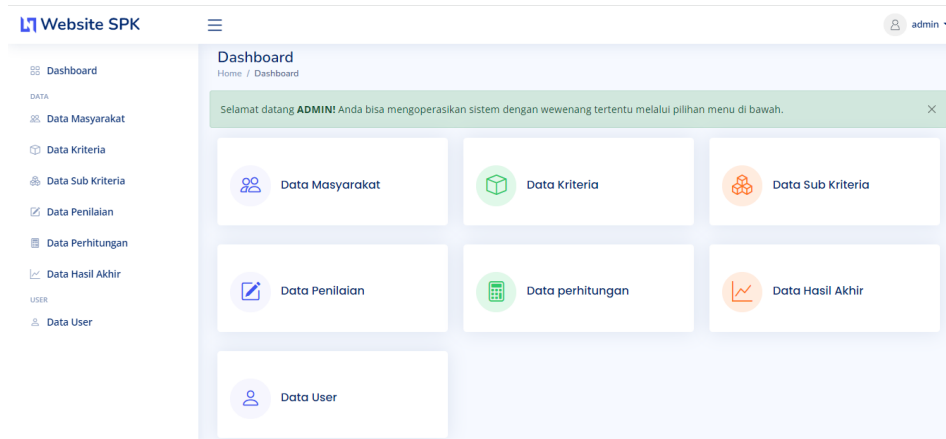 Website SPK
admin
Dashboard
DATA
Data Masyarakat
Data Kriteria
Data Sub Kriteria
Data Penilaian
Data Perhitungan
Data Hasil Akhir
USER
Data User
Dashboard
Home / Dashboard
Selamat datang ADMIN! Anda bisa mengoperasikan sistem dengan wewenang tertentu melalui pilihan menu di bawah.
Data Masyarakat
Data Kriteria
Data Sub Kriteria
Data Penilaian
Data perhitungan
Data Hasil Akhir
Data User